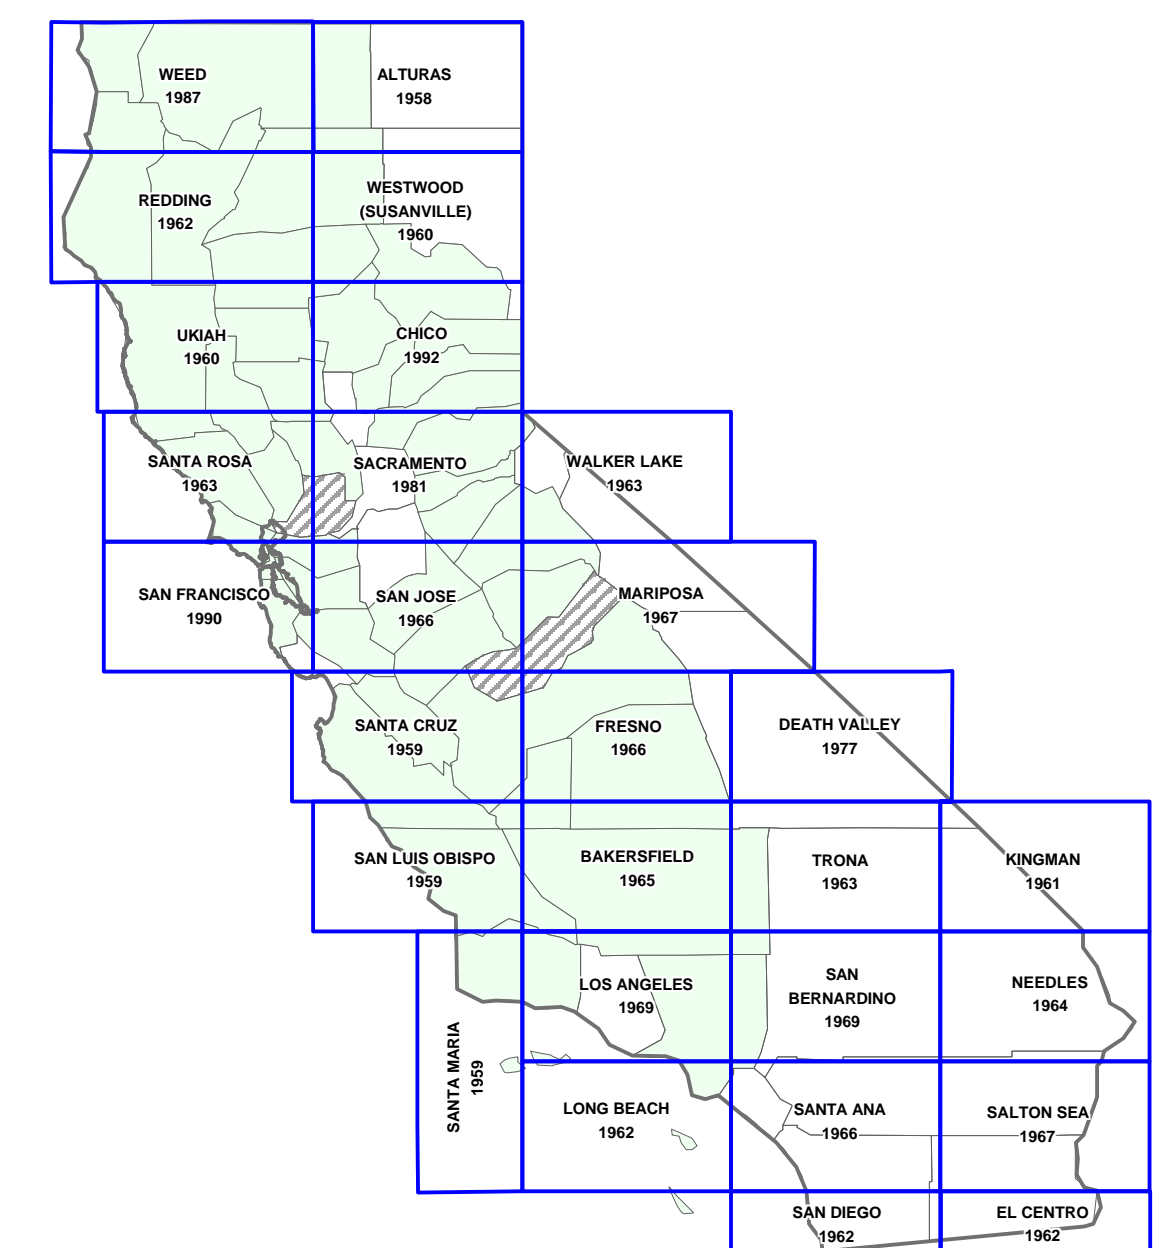 WEED
1987
ALTURAS
1958
REDDING
1962
WESTWOOD
(SUSANVILLE)
1960
UKIAH
1960
CHICO
1992
SANTA ROSA
1963
SACRAMENTO
1981
WALKER LAKE
1963
SAN FRANCISCO
1990
SAN JOSE
1966
MARIPOSA
1967
SANTA CRUZ
1959
FRESNO
1966
DEATH VALLEY
1977
SAN LUIS OBISPO
1959
BAKERSFIELD
1965
TRONA
1963
KINGMAN
1961
SANTA MARIA
1959
LOS ANGELES
1969
SAN
BERNARDINO
1969
NEEDLES
1964
LONG BEACH
1962
SANTA ANA
1966
SALTON SEA
1967
SAN DIEGO
1962
EL CENTRO
1962